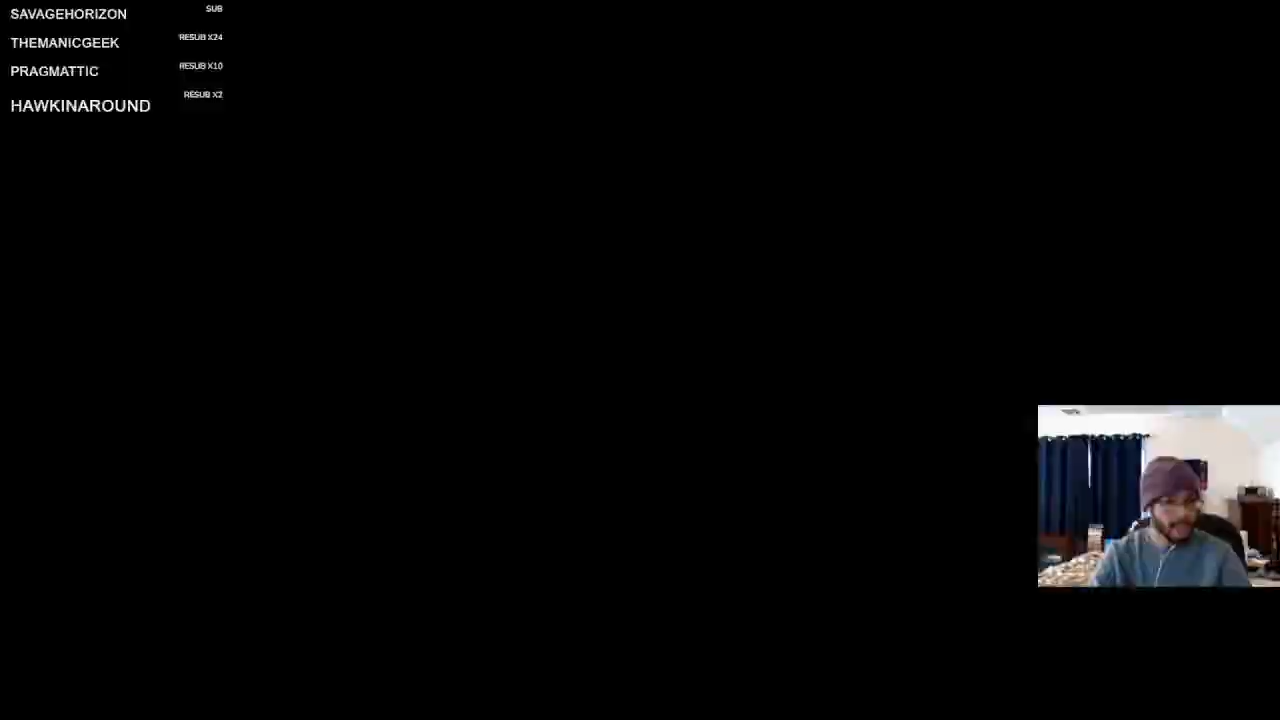 SAVAGEHORIZON SUB
THEMANICGEEK RESUB X24
PRAGMATTIC RESUB X10
HAWKINAROUND RESUB X2